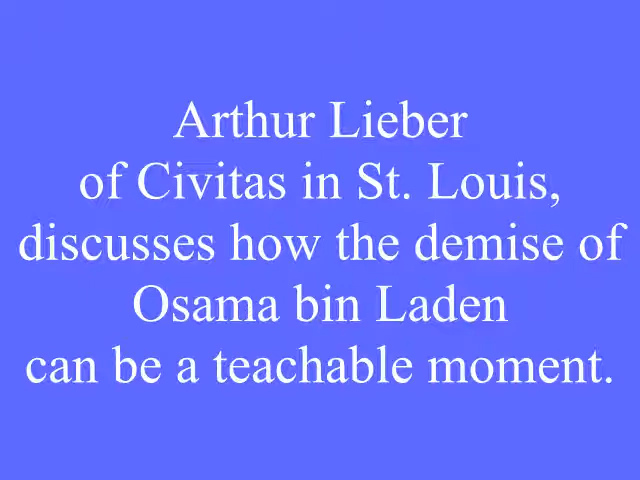 Arthur Lieber
of Civitas in St. Louis,
discusses how the demise of
Osama bin Laden
can be a teachable moment.